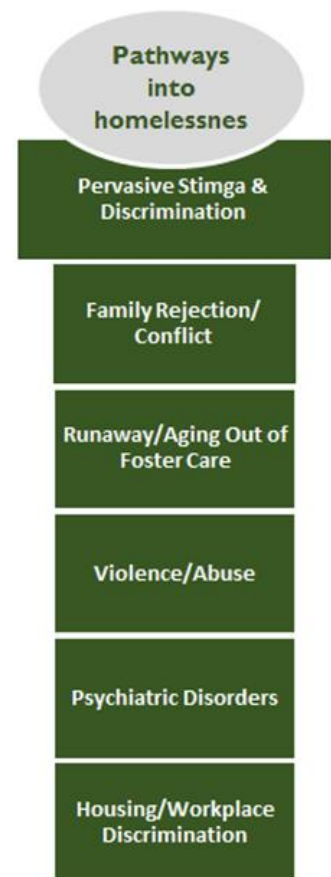 Pathways
into
homelessnes
Pervasive Stimga &
Discrimination
Family Rejection/
Conflict
Runaway/Aging Out of
Foster Care
Violence/Abuse
Psychiatric Disorders
Housing/Workplace
Discrimination